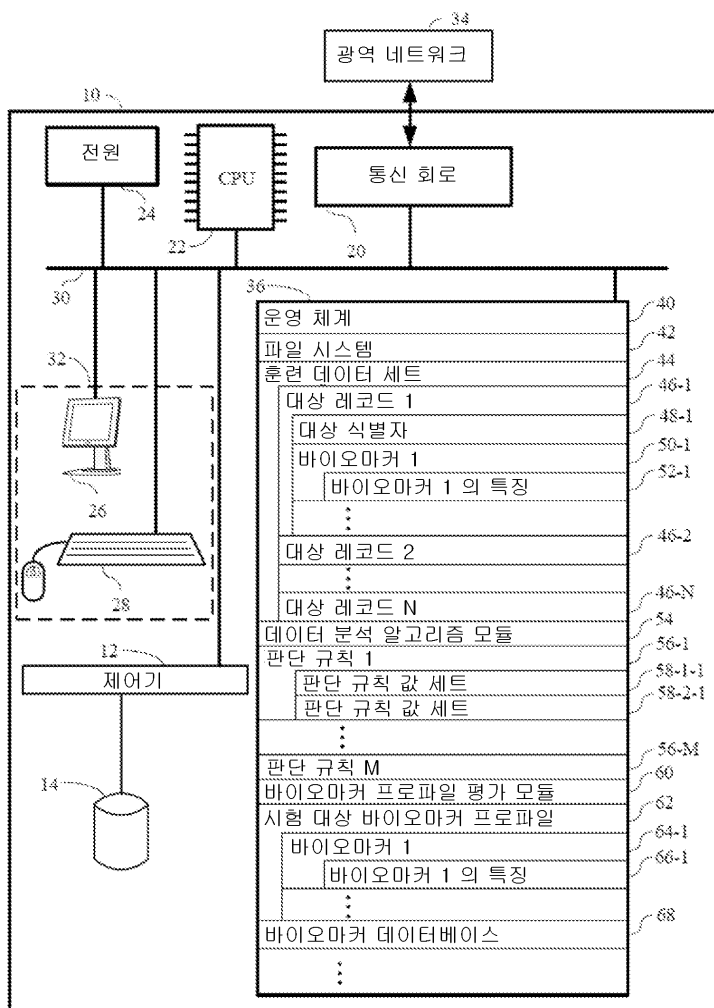 34
광역 네트워크
10
전원
24
CPU
22
통신 회로
20
30
36
운영 체계
40
파일 시스템
42
훈련 데이터 세트
44
대상 레코드 1
46-1
대상 식별자
48-1
바이오마커 1
50-1
바이오마커 1 의 특징
52-1
대상 레코드 2
46-2
대상 레코드 N
46-N
데이터 분석 알고리즘 모듈
54
판단 규칙 1
56-1
판단 규칙 값 세트
58-1-1
판단 규칙 값 세트
58-2-1
판단 규칙 M
56-M
바이오마커 프로파일 평가 모듈
60
시험 대상 바이오마커 프로파일
62
바이오마커 1
64-1
바이오마커 1 의 특징
66-1
바이오마커 데이터베이스
68
32
26
28
12
제어기
14